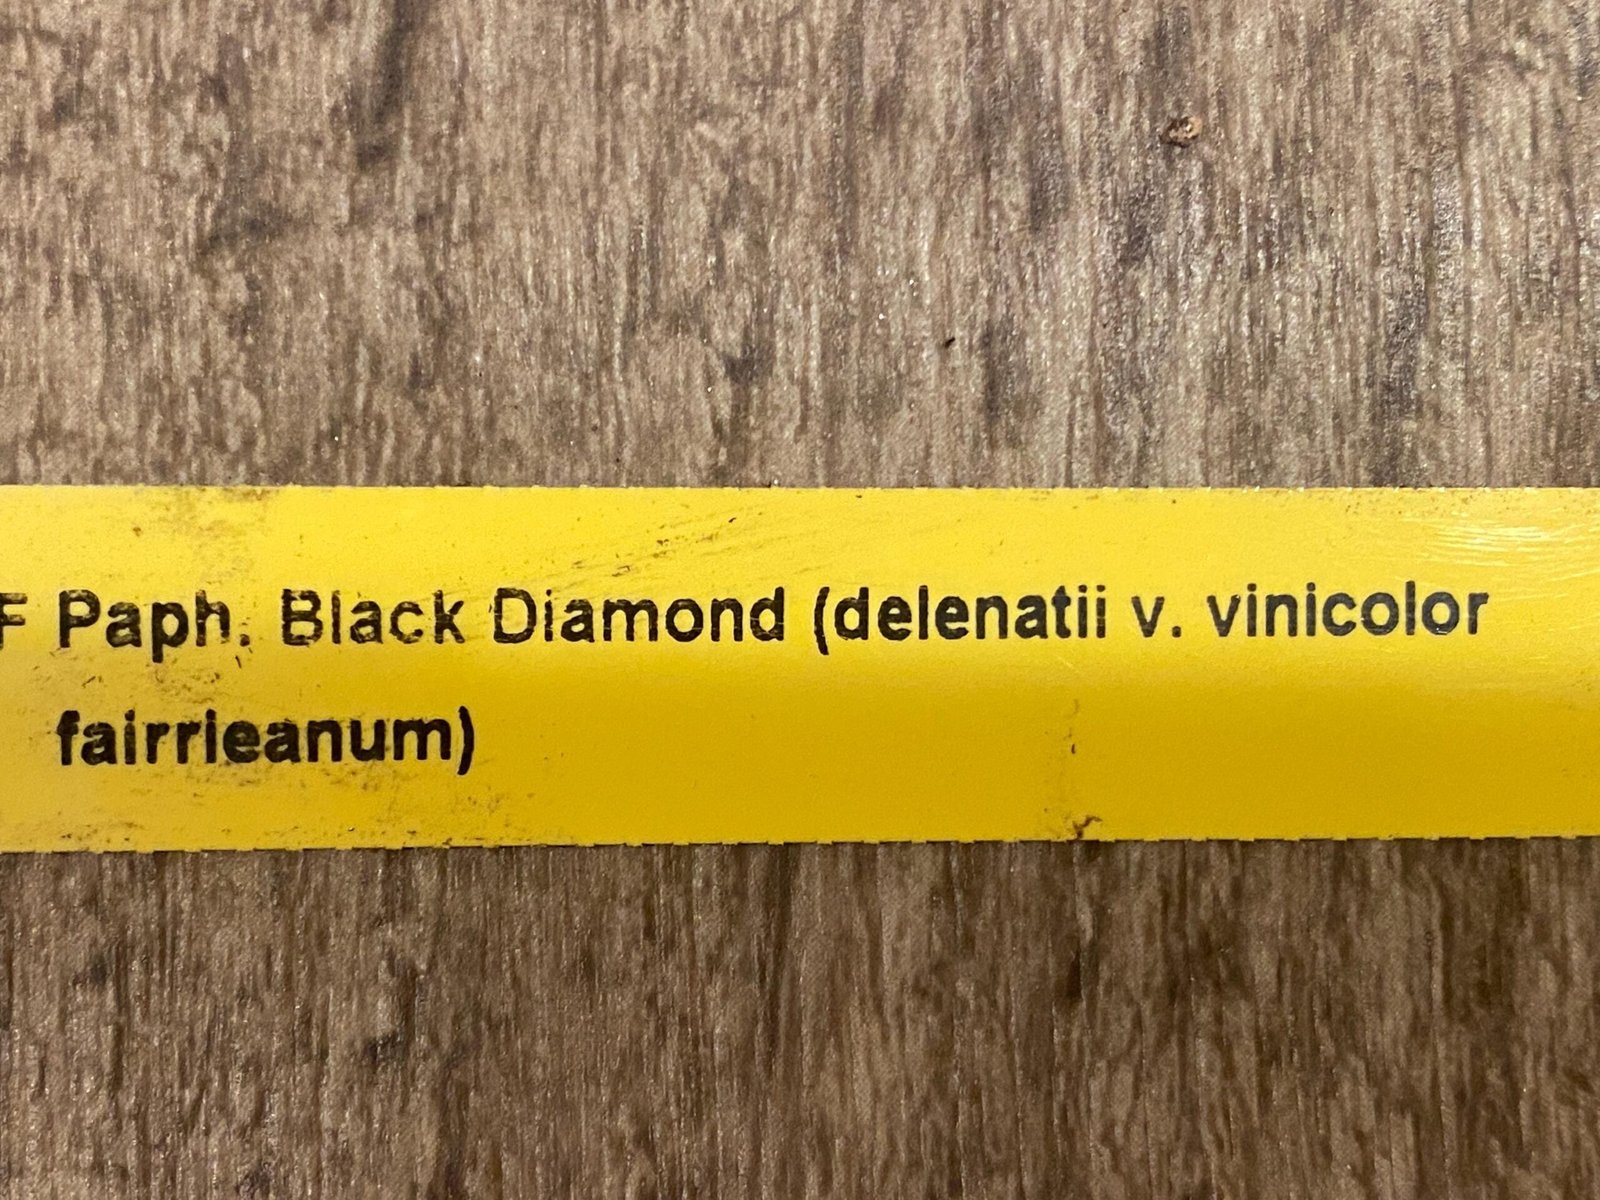 F Paph. Black Diamond (delenatii v. vinicolor
fairrieanum)